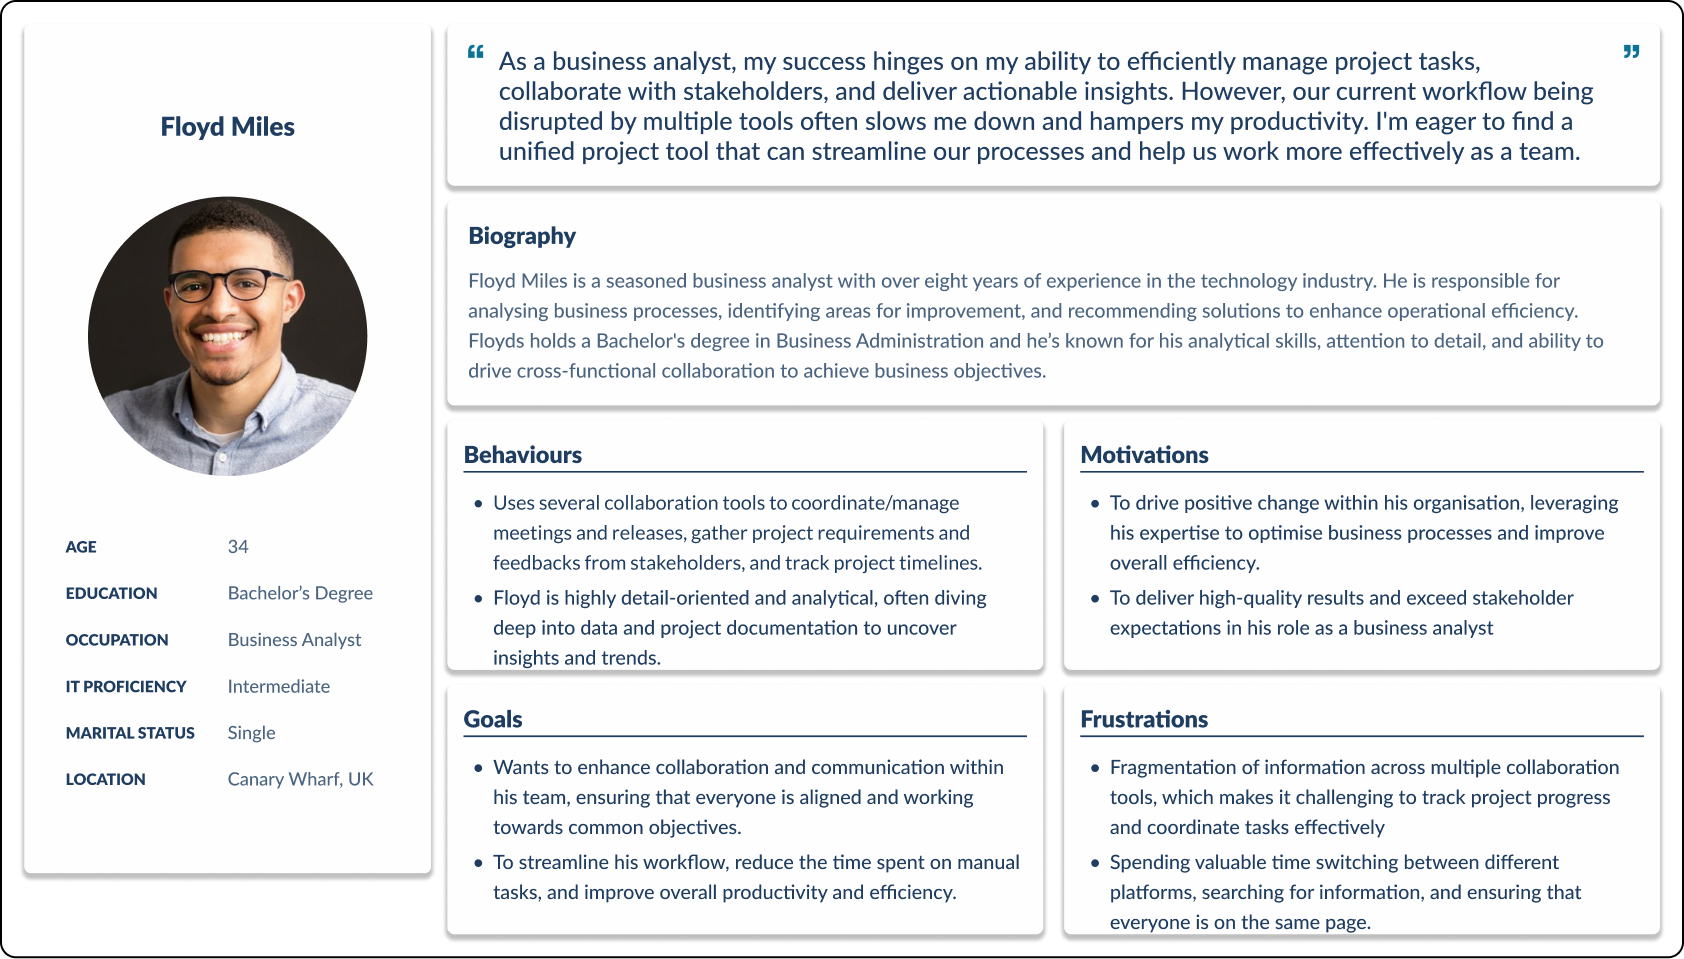 Floyd Miles
AGE 34
EDUCATION Bachelor’s Degree
OCCUPATION Business Analyst
IT PROFICIENCY Intermediate
MARITAL STATUS Single
LOCATION Canary Wharf, UK
“ As a business analyst, my success hinges on my ability to efficiently manage project tasks, ”
collaborate with stakeholders, and deliver actionable insights. However, our current workflow being
disrupted by multiple tools often slows me down and hampers my productivity. I'm eager to find a
unified project tool that can streamline our processes and help us work more effectively as a team.
Biography
Floyd Miles is a seasoned business analyst with over eight years of experience in the technology industry. He is responsible for
analysing business processes, identifying areas for improvement, and recommending solutions to enhance operational efficiency.
Floyds holds a Bachelor's degree in Business Administration and he’s known for his analytical skills, attention to detail, and ability to
drive cross-functional collaboration to achieve business objectives.
Behaviours
• Uses several collaboration tools to coordinate/manage
meetings and releases, gather project requirements and
feedbacks from stakeholders, and track project timelines.
• Floyd is highly detail-oriented and analytical, often diving
deep into data and project documentation to uncover
insights and trends.
Motivations
• To drive positive change within his organisation, leveraging
his expertise to optimise business processes and improve
overall efficiency.
• To deliver high-quality results and exceed stakeholder
expectations in his role as a business analyst
Goals
• Wants to enhance collaboration and communication within
his team, ensuring that everyone is aligned and working
towards common objectives.
• To streamline his workflow, reduce the time spent on manual
tasks, and improve overall productivity and efficiency.
Frustrations
• Fragmentation of information across multiple collaboration
tools, which makes it challenging to track project progress
and coordinate tasks effectively
• Spending valuable time switching between different
platforms, searching for information, and ensuring that
everyone is on the same page.